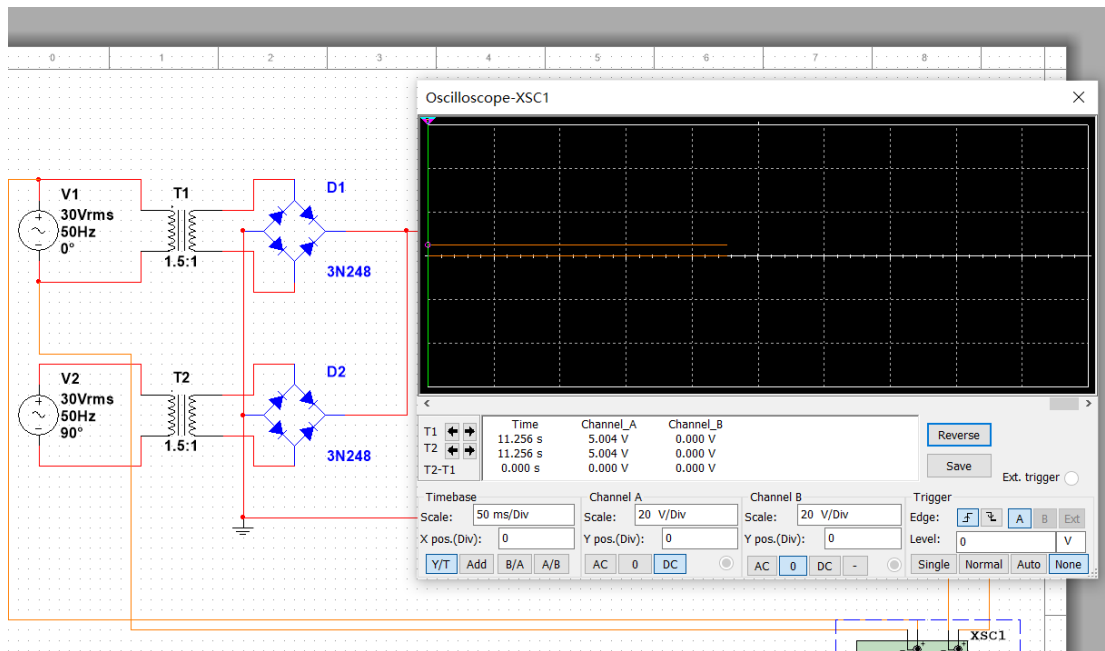 0 1 2 3 4 5 6 7 8
Oscilloscope-XSC1
V1
30Vrms
50Hz
0°
T1
1.5:1
D1
3N248
V2
30Vrms
50Hz
90°
T2
1.5:1
D2
3N248
Time Channel_A Channel_B
T1 11.256 s 5.004 V 0.000 V
T2 11.256 s 5.004 V 0.000 V
T2-T1 0.000 s 0.000 V 0.000 V
Reverse
Save
Ext. trigger
Timebase
Scale: 50 ms/Div
X pos.(Div): 0
Y/T Add B/A A/B
Channel A
Scale: 20 V/Div
Y pos.(Div): 0
AC 0 DC
Channel B
Scale: 20 V/Div
Y pos.(Div): 0
AC 0 DC -
Trigger
Edge: A B Ext
Level: 0 V
Single Normal Auto None
XSC1